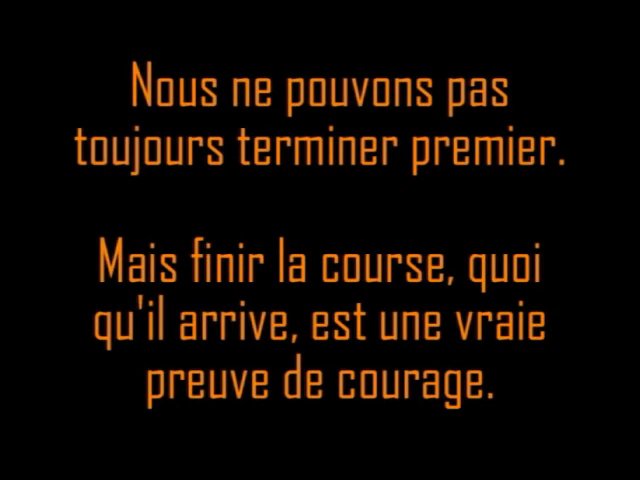 Nous ne pouvons pas
toujours terminer premier.
Mais finir la course, quoi
qu'il arrive, est une vraie
preuve de courage.